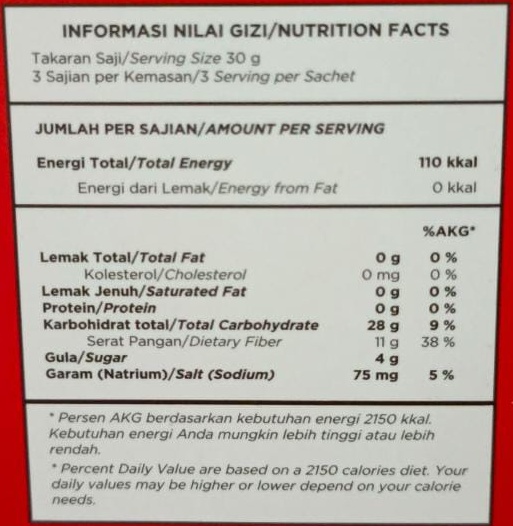 INFORMASI NILAI GIZI/NUTRITION FACTS
Takaran Saji/Serving Size 30 g
3 Sajian per Kemasan/3 Serving per Sachet
JUMLAH PER SAJIAN/AMOUNT PER SERVING
Energi Total/Total Energy 110 kkal
Energi dari Lemak/Energy from Fat 0 kkal
%AKG*
Lemak Total/Total Fat 0 g 0 %
Kolesterol/Cholesterol 0 mg 0 %
Lemak Jenuh/Saturated Fat 0 g 0 %
Protein/Protein 0 g 0 %
Karbohidrat total/Total Carbohydrate 28 g 9 %
Serat Pangan/Dietary Fiber 11 g 38 %
Gula/Sugar 4 g
Garam (Natrium)/Salt (Sodium) 75 mg 5 %
* Persen AKG berdasarkan kebutuhan energi 2150 kkal.
Kebutuhan energi Anda mungkin lebih tinggi atau lebih
rendah.
* Percent Daily Value are based on a 2150 calories diet. Your
daily values may be higher or lower depend on your calorie
needs.